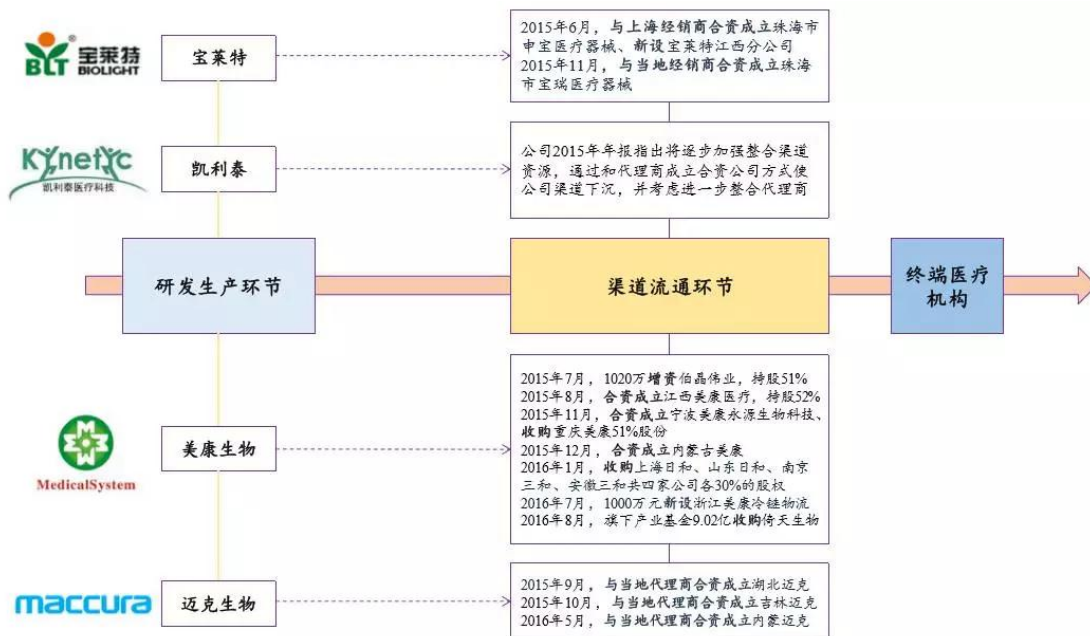 BLT
宝莱特
BIOLIGHT
宝莱特
2015年6月，与上海经销商合资成立珠海市
申宝医疗器械、新设宝莱特江西分公司
2015年11月，与当地经销商合资成立珠海
市宝瑞医疗器械
Kinetic
凯利泰医疗科技
凯利泰
公司2015年年报指出将逐步加强整合渠道
资源，通过和代理商成立合资公司方式使
公司渠道下沉，并考虑进一步整合代理商
研发生产环节
渠道流通环节
终端医疗
机构
MedicalSystem
美康生物
2015年7月，1020万增资伯晶伟业，持股51%
2015年8月，合资成立江西美康医疗，持股52%
2015年11月，合资成立宁波美康永源生物科技、
收购重庆美康51%股份
2015年12月，合资成立内蒙古美康
2016年1月，收购上海日和、山东日和、南京
三和、安徽三和共四家公司各30%的股权
2016年7月，1000万元新设浙江美康冷链物流
2016年8月，旗下产业基金9.02亿收购倚天生物
maccura
迈克生物
2015年9月，与当地代理商合资成立湖北迈克
2015年10月，与当地代理商合资成立吉林迈克
2016年5月，与当地代理商合资成立内蒙迈克